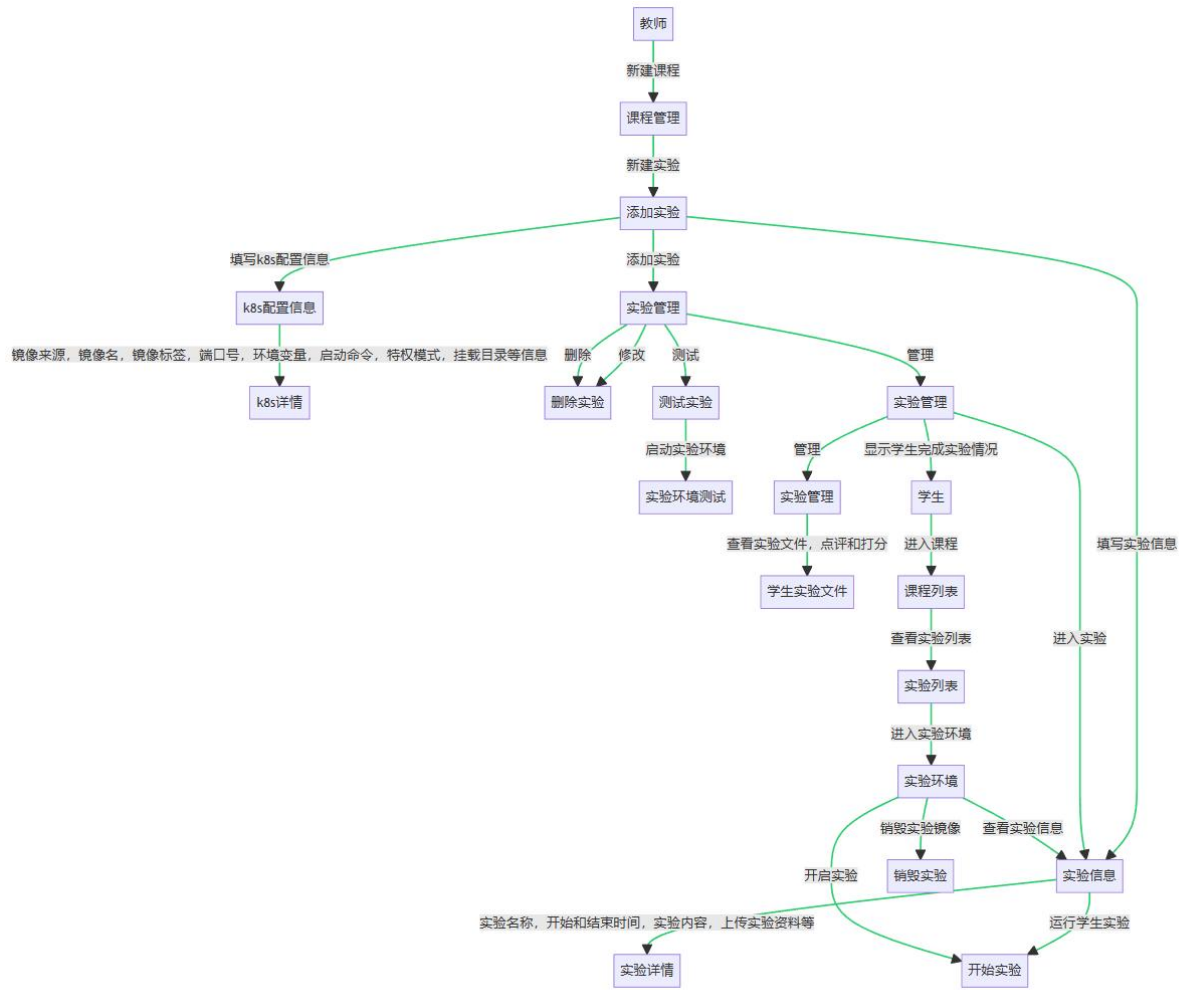 教师
新建课程
课程管理
新建实验
添加实验
填写k8s配置信息
添加实验
k8s配置信息
实验管理
镜像来源，镜像名，镜像标签，端口号，环境变量，启动命令，特权模式，挂载目录等信息
删除
修改
测试
管理
k8s详情
删除实验
测试实验
实验管理
启动实验环境
管理
显示学生完成实验情况
实验环境测试
实验管理
学生
查看实验文件，点评和打分
进入课程
填写实验信息
学生实验文件
课程列表
查看实验列表
进入实验
实验列表
进入实验环境
实验环境
销毁实验镜像
查看实验信息
开启实验
销毁实验
实验信息
实验名称，开始和结束时间，实验内容，上传实验资料等
运行学生实验
实验详情
开始实验